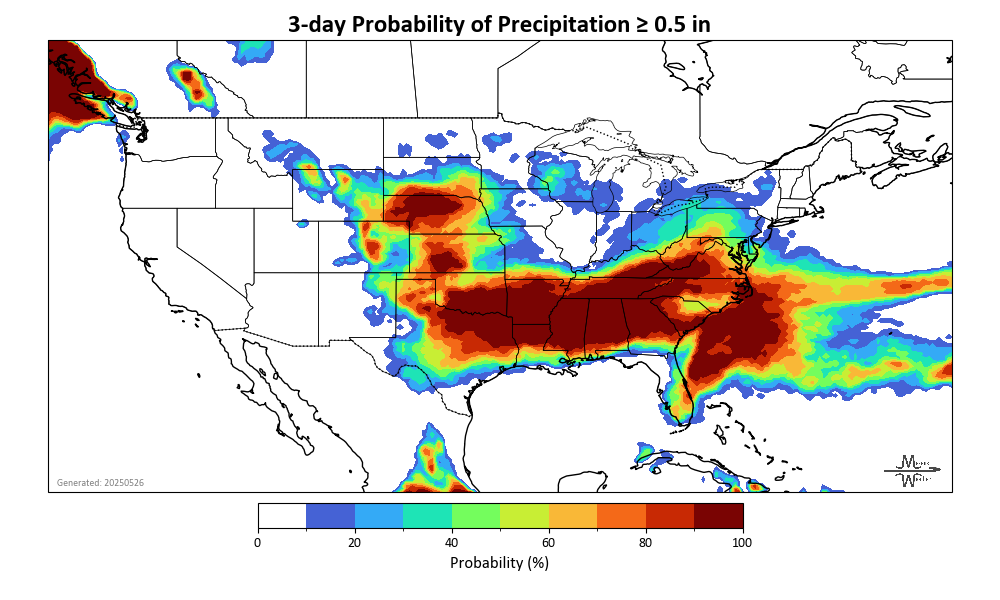 3-day Probability of Precipitation ≥ 0.5 in
Generated: 20250526
0 20 40 60 80 100
Probability (%)